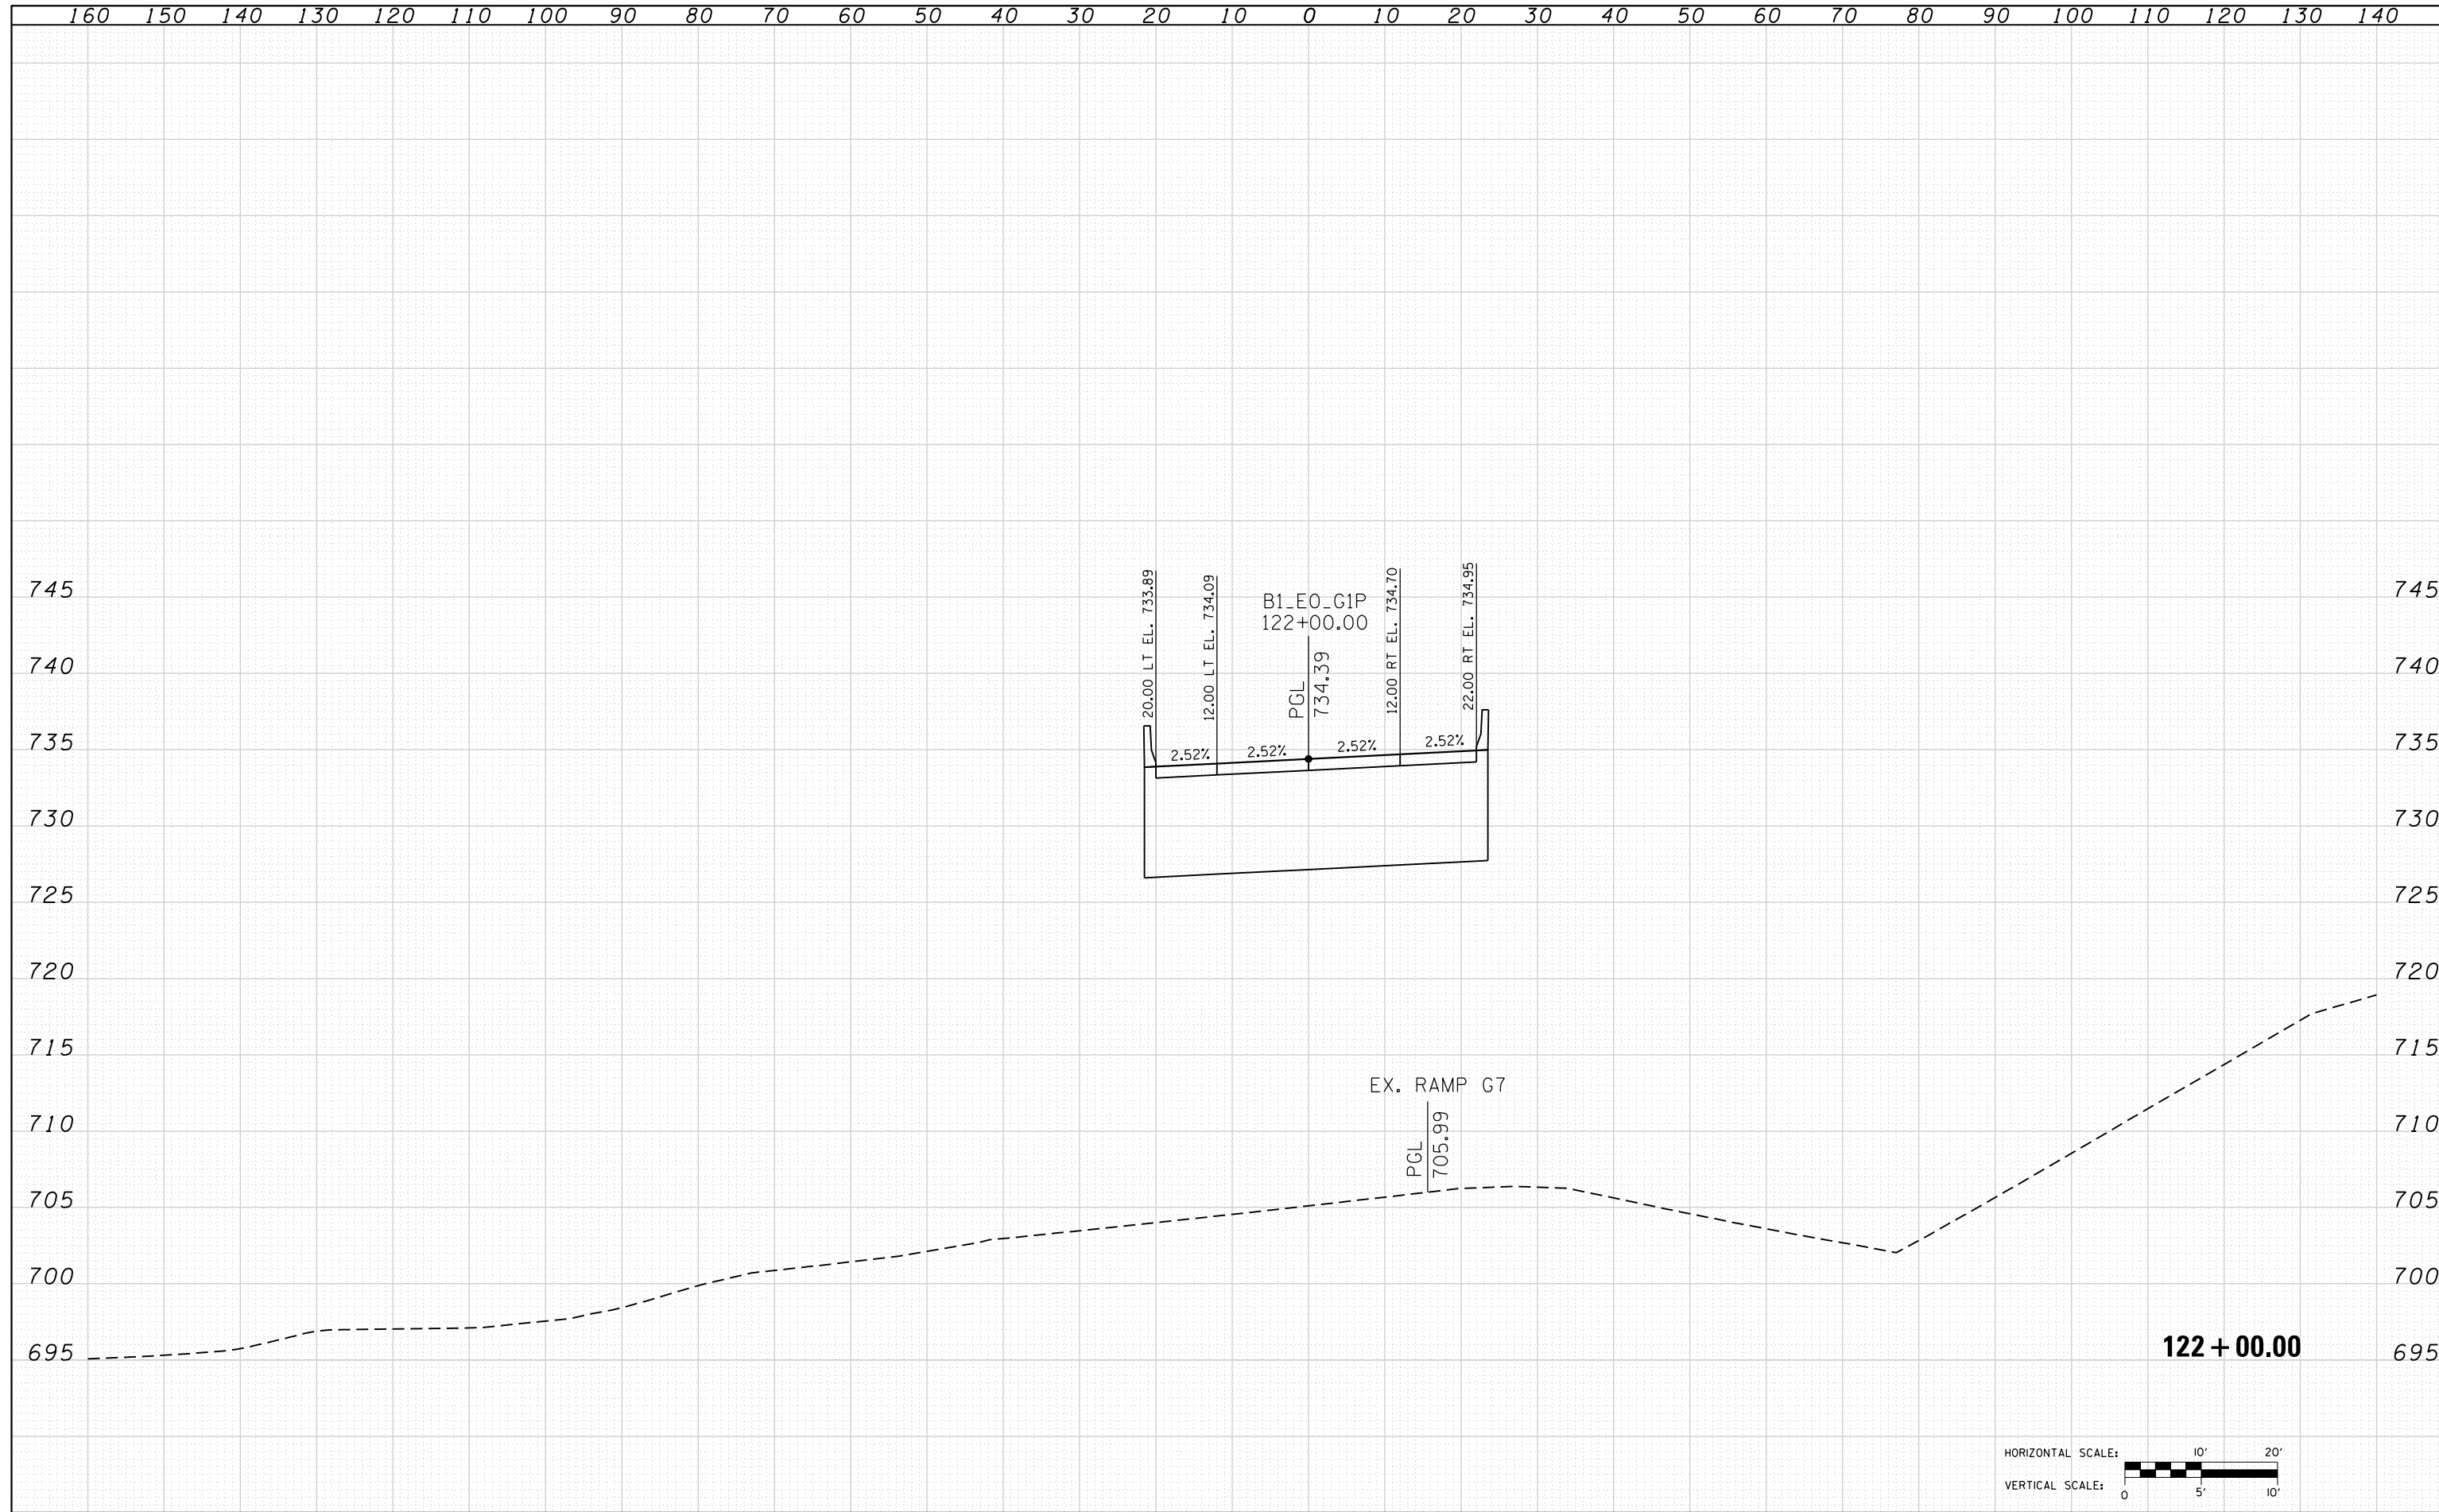 160 150 140 130 120 110 100 90 80 70 60 50 40 30 20 10 0 10 20 30 40 50 60 70 80 90 100 110 120 130 140
20.00 LT EL. 733.89
12.00 LT EL. 734.09
B1_EO_G1P
122+00.00
PGL
734.39
12.00 RT EL. 734.70
22.00 RT EL. 734.95
745 745
740 740
735 2.52% 2.52% 2.52% 2.52% 735
730 730
725 725
720 720
715 715
EX. RAMP G7
PGL
705.99
710 710
705 705
700 700
695 122+00.00 695
HORIZONTAL SCALE: 10' 20'
VERTICAL SCALE: 0 5' 10'